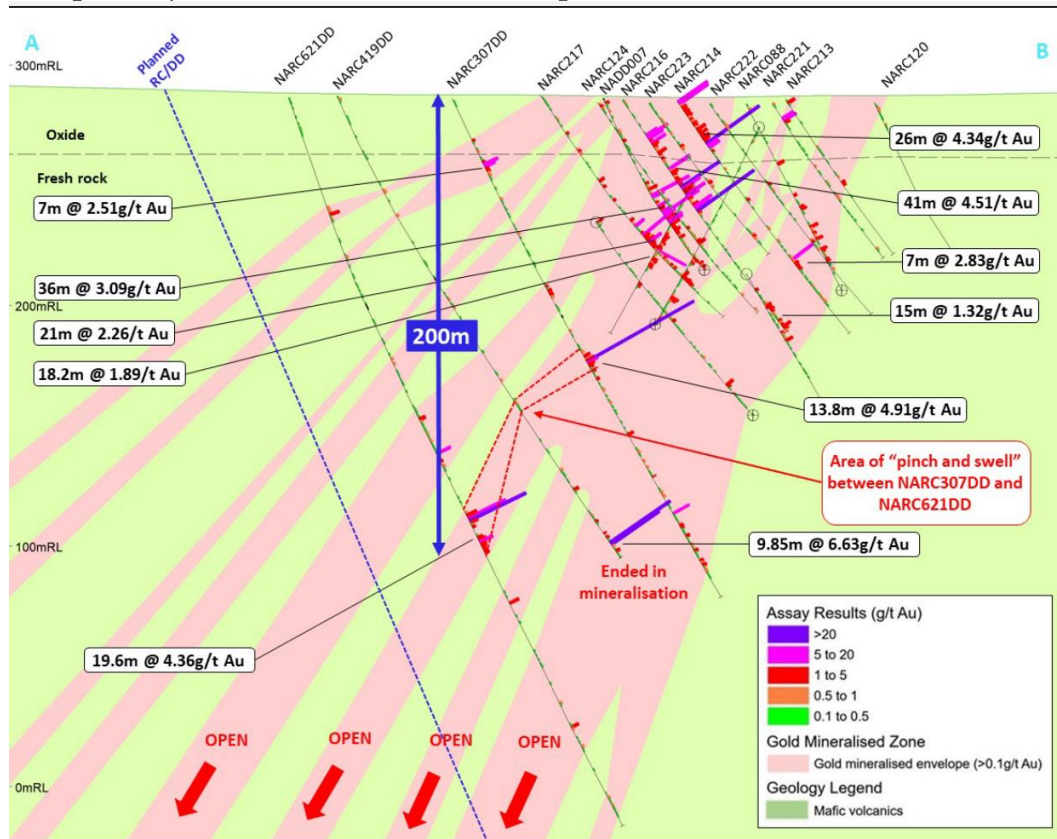 A
B
Planned
RC/DD
NARC621DD
NARC419DD
NARC307DD
NARC217
NARC124
NADD007
NARC216
NARC223
NARC214
NARC222
NARC088
NARC221
NARC213
NARC120
300mRL
Oxide
Fresh rock
26m @ 4.34g/t Au
7m @ 2.51g/t Au
41m @ 4.51/t Au
36m @ 3.09g/t Au
7m @ 2.83g/t Au
200mRL
21m @ 2.26/t Au
15m @ 1.32g/t Au
200m
18.2m @ 1.89/t Au
13.8m @ 4.91g/t Au
Area of “pinch and swell”
between NARC307DD and
NARC621DD
100mRL
9.85m @ 6.63g/t Au
Ended in
mineralisation
19.6m @ 4.36g/t Au
Assay Results (g/t Au)
>20
5 to 20
1 to 5
0.5 to 1
0.1 to 0.5
Gold Mineralised Zone
Gold mineralised envelope (>0.1g/t Au)
Geology Legend
Mafic volcanics
OPEN
OPEN
OPEN
OPEN
0mRL